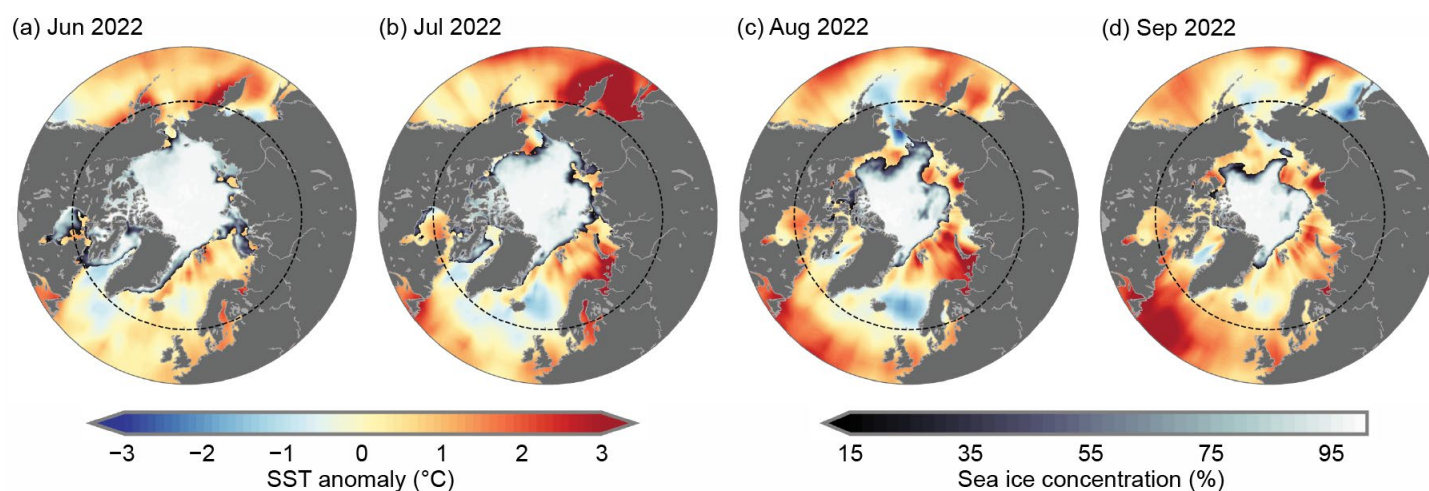 (a) Jun 2022
(b) Jul 2022
(c) Aug 2022
(d) Sep 2022
−3 −2 −1 0 1 2 3
SST anomaly (°C)
15 35 55 75 95
Sea ice concentration (%)